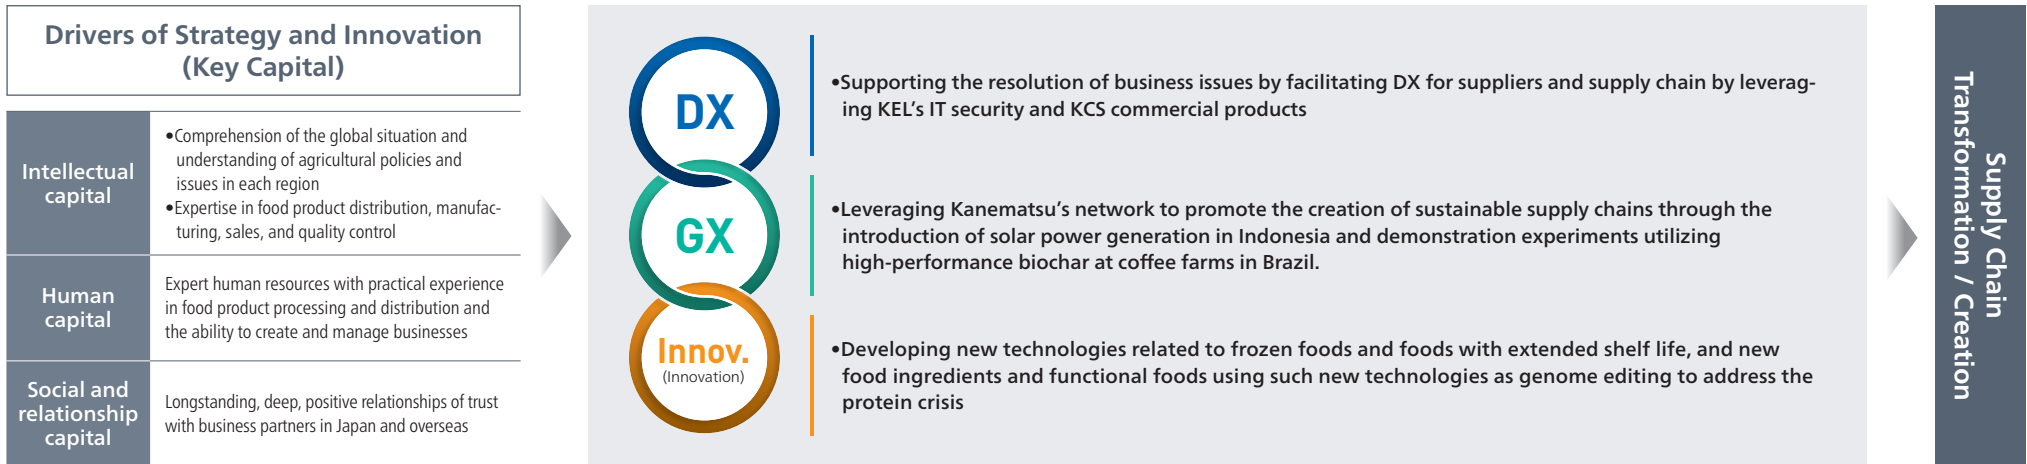 Drivers of Strategy and Innovation
(Key Capital)
Intellectual
capital
•Comprehension of the global situation and
understanding of agricultural policies and
issues in each region
•Expertise in food product distribution, manufac-
turing, sales, and quality control
Human
capital
Expert human resources with practical experience
in food product processing and distribution and
the ability to create and manage businesses
Social and
relationship
capital
Longstanding, deep, positive relationships of trust
with business partners in Japan and overseas
DX
•Supporting the resolution of business issues by facilitating DX for suppliers and supply chain by leverag-
ing KEL’s IT security and KCS commercial products
GX
•Leveraging Kanematsu’s network to promote the creation of sustainable supply chains through the
introduction of solar power generation in Indonesia and demonstration experiments utilizing
high-performance biochar at coffee farms in Brazil.
Innov.
(Innovation)
•Developing new technologies related to frozen foods and foods with extended shelf life, and new
food ingredients and functional foods using such new technologies as genome editing to address the
protein crisis
Supply Chain
Transformation / Creation